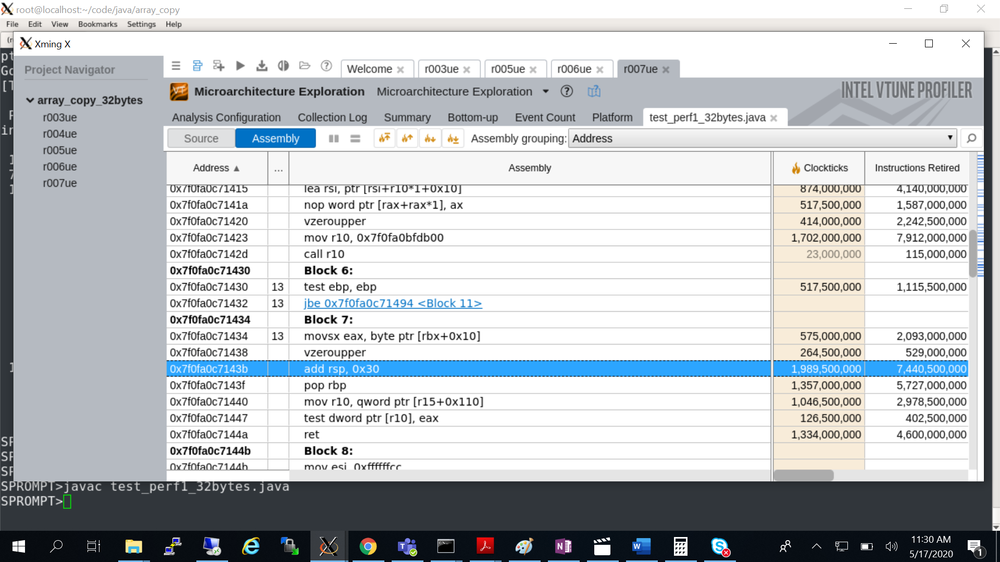 root@localhost:~/code/java/array_copy
File Edit View Bookmarks Settings Help
Xming X
Project Navigator
array_copy_32bytes
r003ue
r004ue
r005ue
r006ue
r007ue
Welcome r003ue r005ue r006ue r007ue
Microarchitecture Exploration Microarchitecture Exploration INTEL VTUNE PROFILER
Analysis Configuration Collection Log Summary Bottom-up Event Count Platform test_perf1_32bytes.java
Source Assembly Assembly grouping: Address
Address ... Assembly Clockticks Instructions Retired
0x7f0fa0c71415 lea rsi, ptr [rsi+r10*1+0x10] 874,000,000 4,140,000,000
0x7f0fa0c7141a nop word ptr [rax+rax*1], ax 517,500,000 1,587,000,000
0x7f0fa0c71420 vzeroupper 414,000,000 2,242,500,000
0x7f0fa0c71423 mov r10, 0x7f0fa0bfdb00 1,702,000,000 7,912,000,000
0x7f0fa0c7142d call r10 23,000,000 115,000,000
0x7f0fa0c71430 Block 6:
0x7f0fa0c71430 13 test ebp, ebp 517,500,000 1,115,500,000
0x7f0fa0c71432 13 jbe 0x7f0fa0c71494 <Block 11>
0x7f0fa0c71434 Block 7:
0x7f0fa0c71434 13 movsx eax, byte ptr [rbx+0x10] 575,000,000 2,093,000,000
0x7f0fa0c71438 vzeroupper 264,500,000 529,000,000
0x7f0fa0c7143b add rsp, 0x30 1,989,500,000 7,440,500,000
0x7f0fa0c7143f pop rbp 1,357,000,000 5,727,000,000
0x7f0fa0c71440 mov r10, qword ptr [r15+0x110] 1,046,500,000 2,978,500,000
0x7f0fa0c71447 test dword ptr [r10], eax 126,500,000 402,500,000
0x7f0fa0c7144a ret 1,334,000,000 4,600,000,000
0x7f0fa0c7144b Block 8:
0x7f0fa0c7144b mov esi, 0xffffffcc
SPROMPT>javac test_perf1_32bytes.java
SPROMPT>
11:30 AM
5/17/2020
1